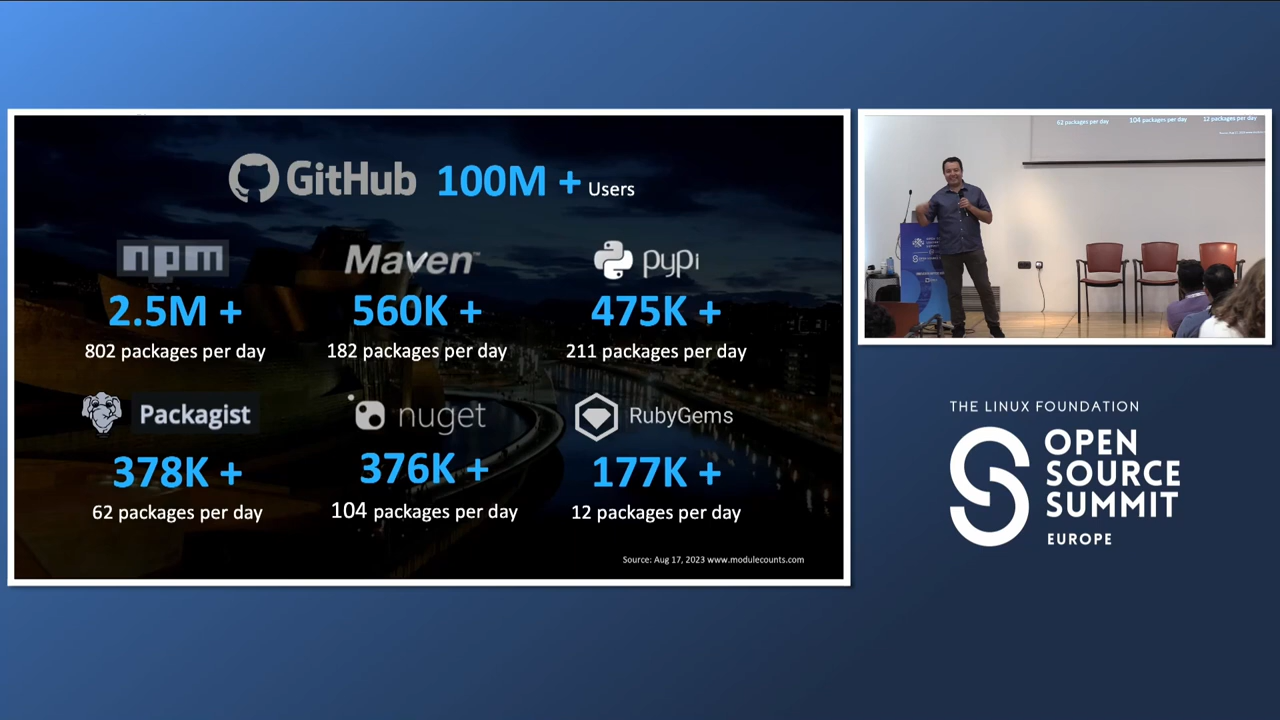 GitHub 100M + Users
npm
2.5M +
802 packages per day
Maven™
560K +
182 packages per day
pyPi
475K +
211 packages per day
Packagist
378K +
62 packages per day
nuget
376K +
104 packages per day
RubyGems
177K +
12 packages per day
Source: Aug 17, 2023 www.modulecounts.com
62 packages per day
104 packages per day
12 packages per day
THE LINUX FOUNDATION
OPEN
SOURCE
SUMMIT
EUROPE